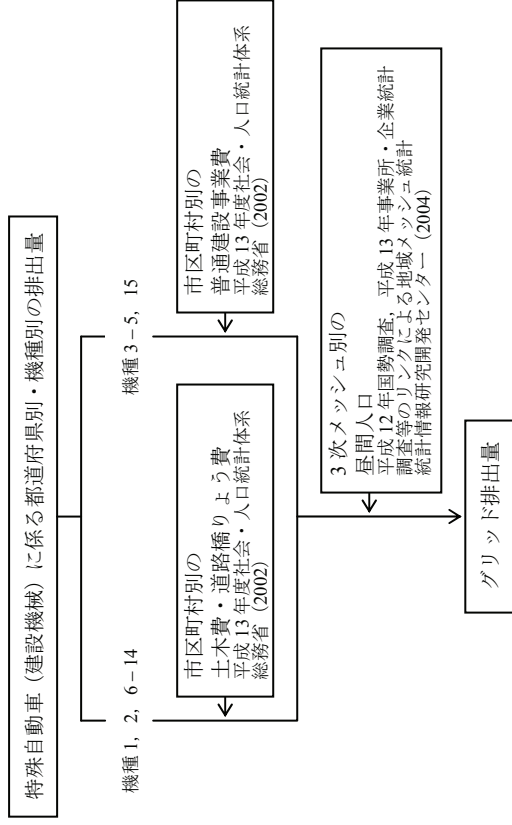 特殊自動車（建設機械）に係る都道府県別・機種別の排出量
機種 1, 2, 6－14
機種 3－5, 15
市区町村別の
土木費・道路橋りょう費
平成 13 年度社会・人口統計体系
総務省（2002）
市区町村別の
普通建設事業費
平成 13 年度社会・人口統計体系
総務省（2002）
3 次メッシュ別の
昼間人口
平成 12 年国勢調査，平成 13 年事業所・企業統計
調査等のリンクによる地域メッシュ統計
統計情報研究開発センター（2004）
グリッド排出量